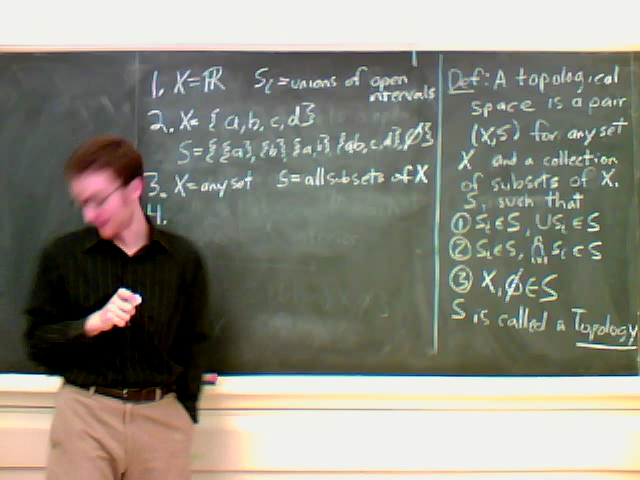 1. X = ℝ   Sᵢ = unions of open
intervals
2. X = {a,b,c,d}
S = {{a}, {b}, {a,b}, {a,b,c,d}, ∅}
3. X = any set   S = all subsets of X
4.
Def: A topological
space is a pair
(X,S) for any set
X and a collection
of subsets of X,
S, such that
① Sᵢ∈S, ∪Sᵢ∈S
② Sᵢ∈S, ∩Sᵢ∈S
③ X,∅∈S
S is called a Topology